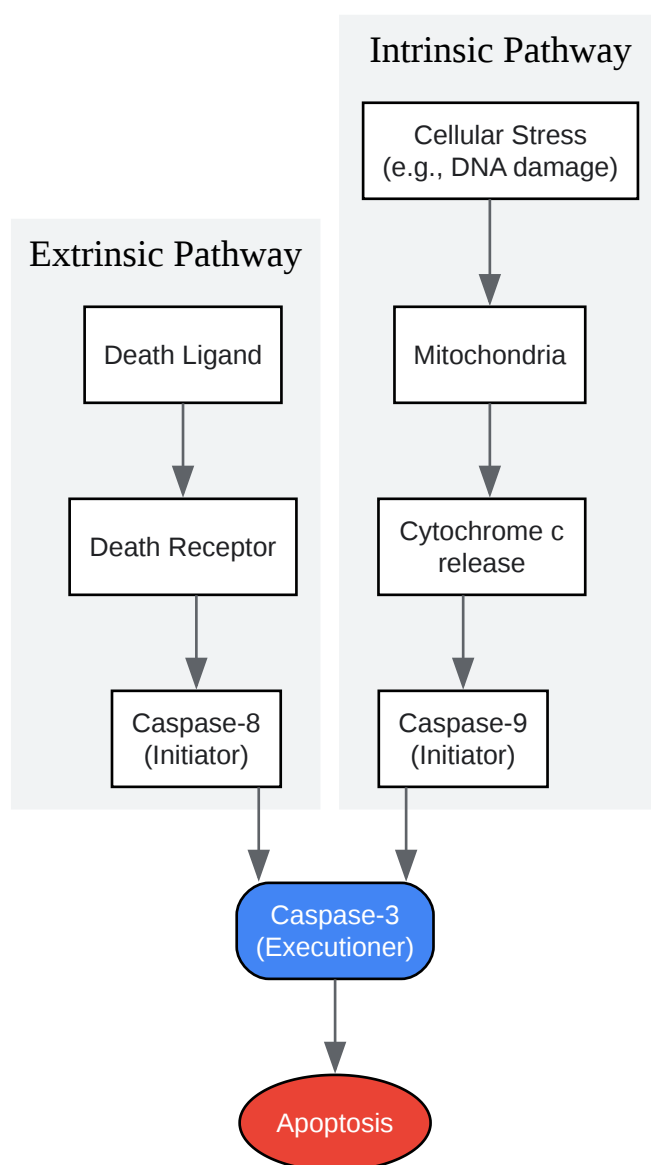 Intrinsic Pathway
Cellular Stress
(e.g., DNA damage)
Extrinsic Pathway
Death Ligand
Mitochondria
Death Receptor
Cytochrome c
release
Caspase-8
(Initiator)
Caspase-9
(Initiator)
Caspase-3
(Executioner)
Apoptosis